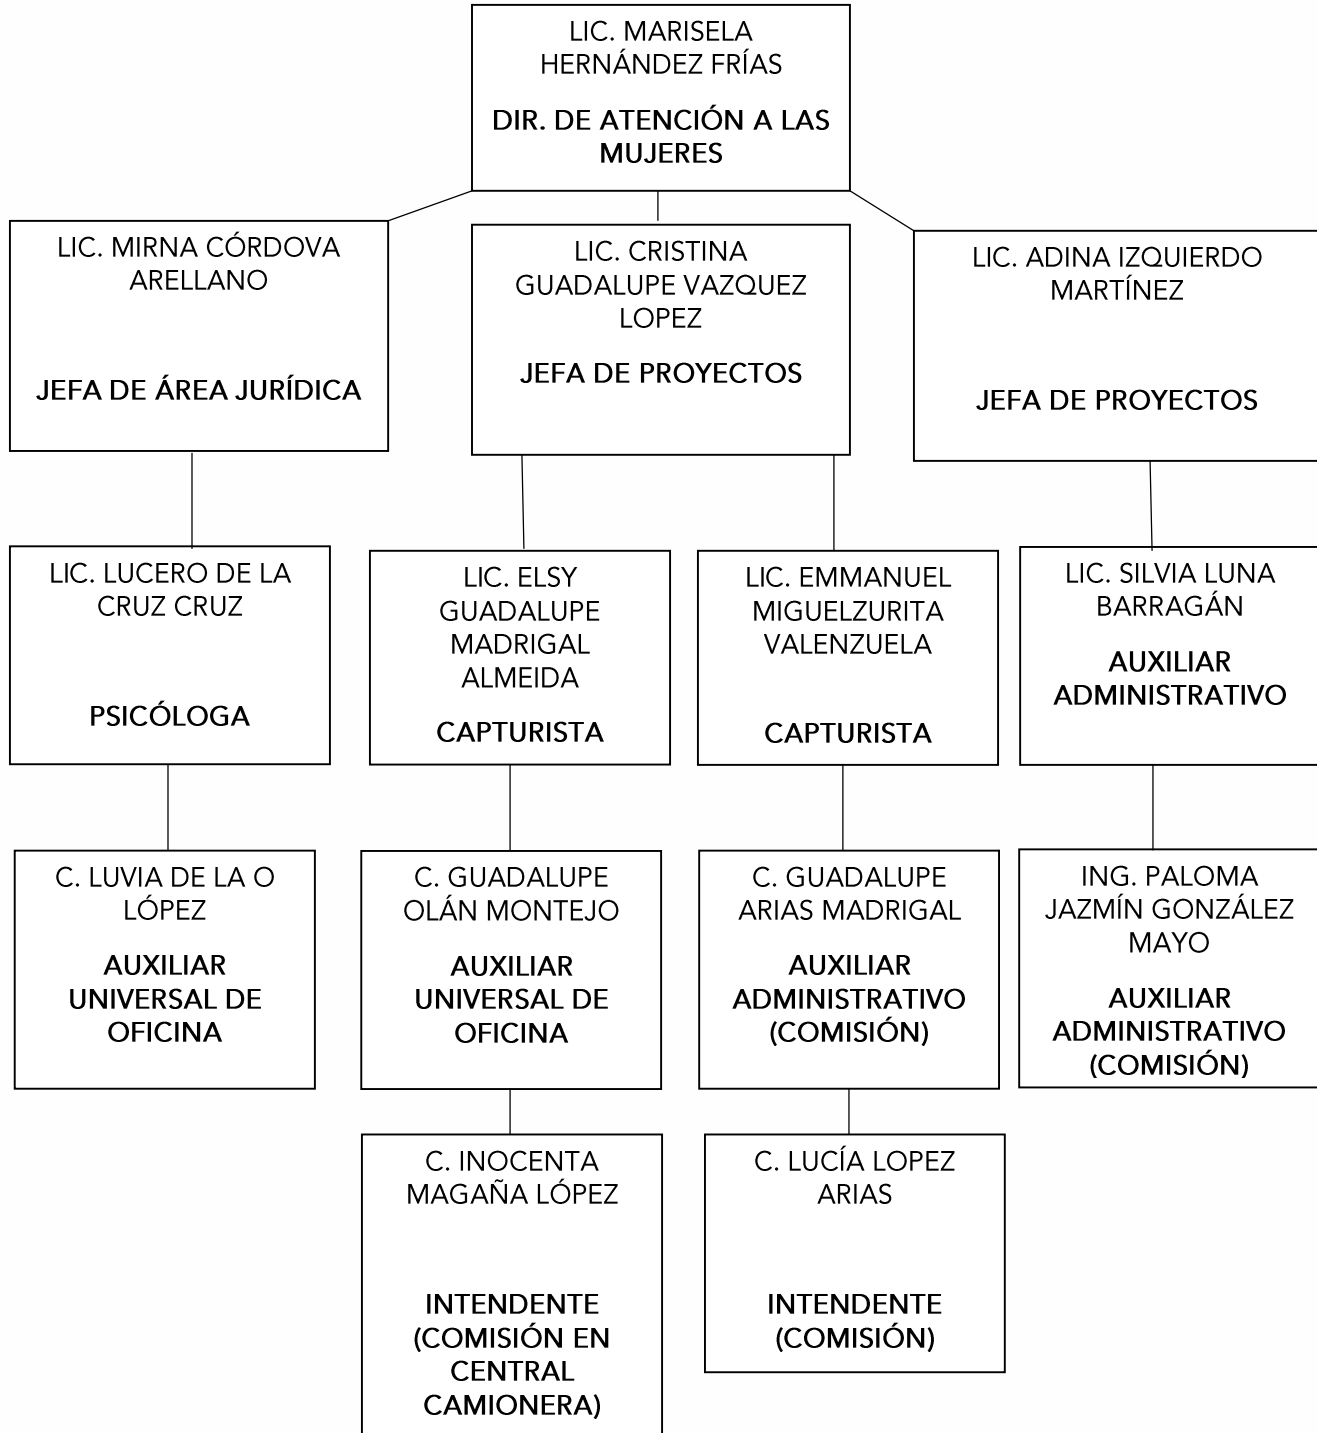 LIC. MARISELA
HERNÁNDEZ FRÍAS
DIR. DE ATENCIÓN A LAS
MUJERES
LIC. MIRNA CÓRDOVA
ARELLANO
JEFA DE ÁREA JURÍDICA
LIC. CRISTINA
GUADALUPE VAZQUEZ
LOPEZ
JEFA DE PROYECTOS
LIC. ADINA IZQUIERDO
MARTÍNEZ
JEFA DE PROYECTOS
LIC. LUCERO DE LA
CRUZ CRUZ
PSICÓLOGA
LIC. ELSY
GUADALUPE
MADRIGAL
ALMEIDA
CAPTURISTA
LIC. EMMANUEL
MIGUELZURITA
VALENZUELA
CAPTURISTA
LIC. SILVIA LUNA
BARRAGÁN
AUXILIAR
ADMINISTRATIVO
C. LUVIA DE LA O
LÓPEZ
AUXILIAR
UNIVERSAL DE
OFICINA
C. GUADALUPE
OLÁN MONTEJO
AUXILIAR
UNIVERSAL DE
OFICINA
C. GUADALUPE
ARIAS MADRIGAL
AUXILIAR
ADMINISTRATIVO
(COMISIÓN)
ING. PALOMA
JAZMÍN GONZÁLEZ
MAYO
AUXILIAR
ADMINISTRATIVO
(COMISIÓN)
C. INOCENTA
MAGAÑA LÓPEZ
INTENDENTE
(COMISIÓN EN
CENTRAL
CAMIONERA)
C. LUCÍA LOPEZ
ARIAS
INTENDENTE
(COMISIÓN)